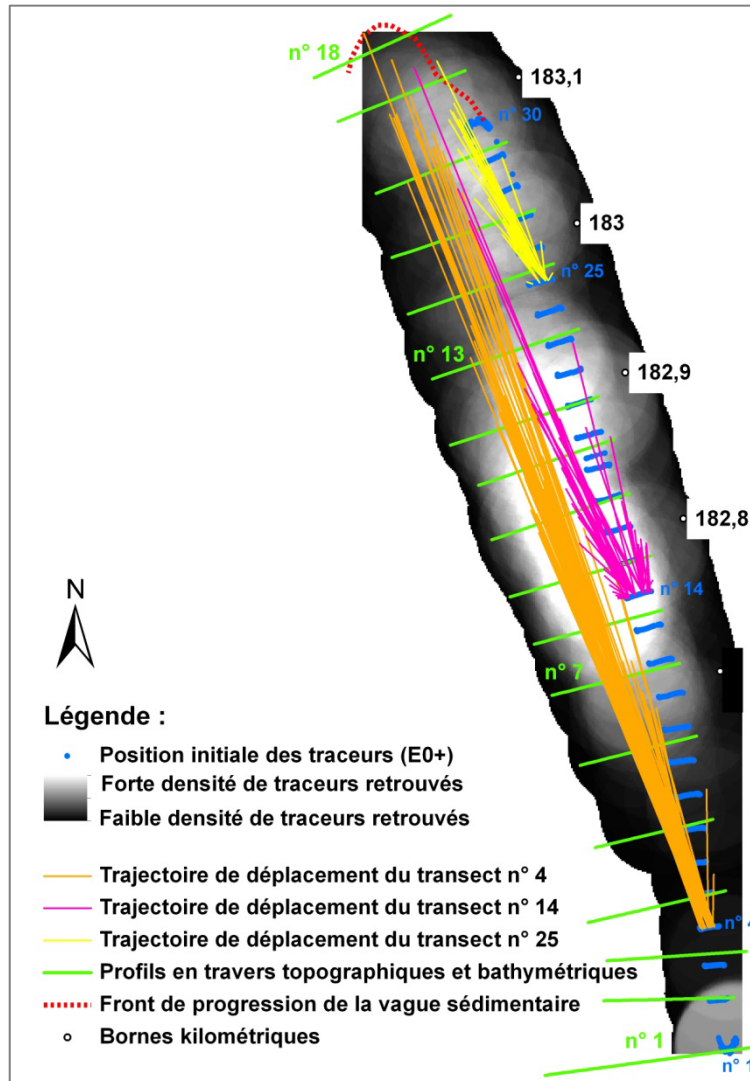 n° 18
183,1
n° 30
183
n° 25
n° 13
182,9
182,8
N
n° 14
n° 7
Légende :
Position initiale des traceurs (E0+)
Forte densité de traceurs retrouvés
Faible densité de traceurs retrouvés
Trajectoire de déplacement du transect n° 4
n° 4
Trajectoire de déplacement du transect n° 14
Trajectoire de déplacement du transect n° 25
Profils en travers topographiques et bathymétriques
Front de progression de la vague sédimentaire
Bornes kilométriques
n° 1
n° 1